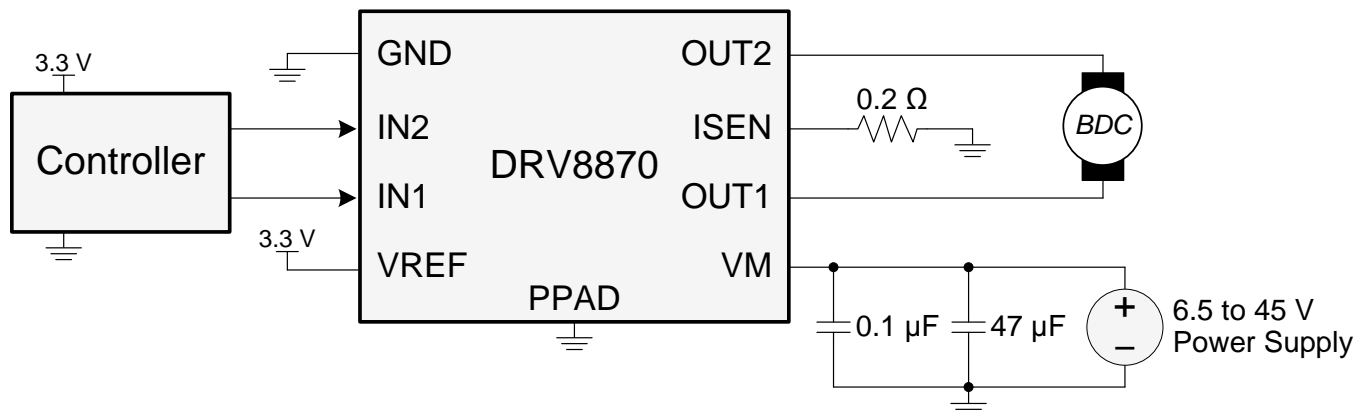 3.3 V
Controller
GND
IN2
IN1
3.3 V
VREF
DRV8870
PPAD
OUT2
ISEN
OUT1
VM
0.2 Ω
BDC
0.1 µF
47 µF
+
–
6.5 to 45 V
Power Supply